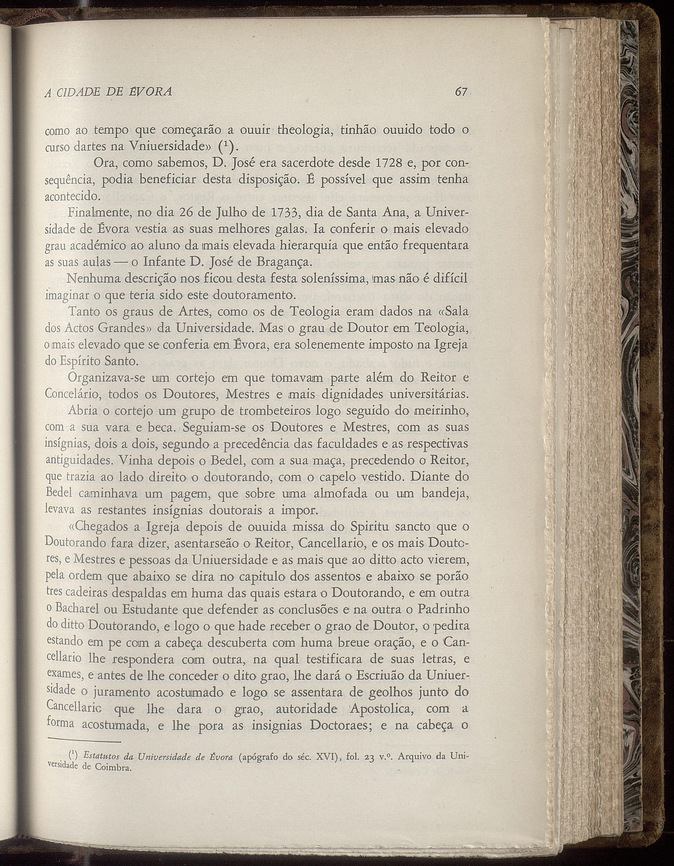 A CIDADE DE ÉVORA 67
como ao tempo que começarão a ouuir theologia, tinhão ouuido todo o
curso dartes na Vniuersidade» (¹).
Ora, como sabemos, D. José era sacerdote desde 1728 e, por con-
sequência, podia beneficiar desta disposição. É possível que assim tenha
acontecido.
Finalmente, no dia 26 de Julho de 1733, dia de Santa Ana, a Univer-
sidade de Évora vestia as suas melhores galas. Ia conferir o mais elevado
grau académico ao aluno da mais elevada hierarquia que então frequentara
as suas aulas — o Infante D. José de Bragança.
Nenhuma descrição nos ficou desta festa soleníssima, mas não é difícil
imaginar o que teria sido este doutoramento.
Tanto os graus de Artes, como os de Teologia eram dados na «Sala
dos Actos Grandes» da Universidade. Mas o grau de Doutor em Teologia,
o mais elevado que se conferia em Évora, era solenemente imposto na Igreja
do Espírito Santo.
Organizava-se um cortejo em que tomavam parte além do Reitor e
Concelário, todos os Doutores, Mestres e mais dignidades universitárias.
Abria o cortejo um grupo de trombeteiros logo seguido do meirinho,
com a sua vara e beca. Seguiam-se os Doutores e Mestres, com as suas
insígnias, dois a dois, segundo a precedência das faculdades e as respectivas
antiguidades. Vinha depois o Bedel, com a sua maça, precedendo o Reitor,
que trazia ao lado direito o doutorando, com o capelo vestido. Diante do
Bedel caminhava um pagem, que sobre uma almofada ou um bandeja,
levava as restantes insígnias doutorais a impor.
«Chegados a Igreja depois de ouuida missa do Spiritu sancto que o
Doutorando fara dizer, asentarseão o Reitor, Cancellario, e os mais Douto-
res, e Mestres e pessoas da Uniuersidade e as mais que ao ditto acto vierem,
pela ordem que abaixo se dira no capitulo dos assentos e abaixo se porão
tres cadeiras despaldas em huma das quais estara o Doutorando, e em outra
o Bacharel ou Estudante que defender as conclusões e na outra o Padrinho
do ditto Doutorando, e logo o que hade receber o grao de Doutor, o pedira
estando em pe com a cabeça descuberta com huma breue oração, e o Can-
cellario lhe respondera com outra, na qual testificara de suas letras, e
exames, e antes de lhe conceder o dito grao, lhe dará o Escriuão da Uniuer-
sidade o juramento acostumado e logo se assentara de geolhos junto do
Cancellario que lhe dara o grao, autoridade Apostolica, com a
forma acostumada, e lhe pora as insignias Doctoraes; e na cabeça o
(¹) Estatutos da Universidade de Évora (apógrafo do séc. XVI), fol. 23 v.º. Arquivo da Uni-
versidade de Coimbra.